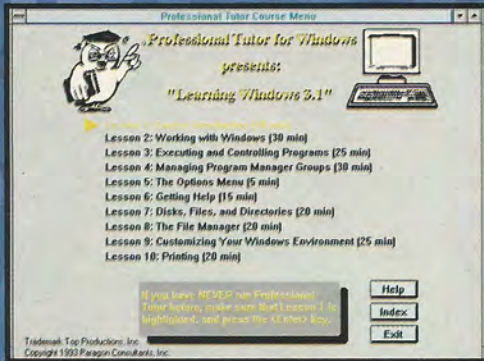 Professional Tutor Course Menu
Professional Tutor for Windows
presents:
"Learning Windows 3.1"
Lesson 2: Working with Windows (30 min)
Lesson 3: Executing and Controlling Programs (25 min)
Lesson 4: Managing Program Manager Groups (30 min)
Lesson 5: The Options Menu (5 min)
Lesson 6: Getting Help (15 min)
Lesson 7: Disks, Files, and Directories (20 min)
Lesson 8: The File Manager (20 min)
Lesson 9: Customizing Your Windows Environment (25 min)
Lesson 10: Printing (20 min)
If you have NEVER run Professional
Tutor before, make sure that Lesson 1 is
highlighted, and press the <Enter> key.
Help
Index
Exit
Trademark Top Productions, Inc.
Copyright 1993 Paragon Consultants, Inc.